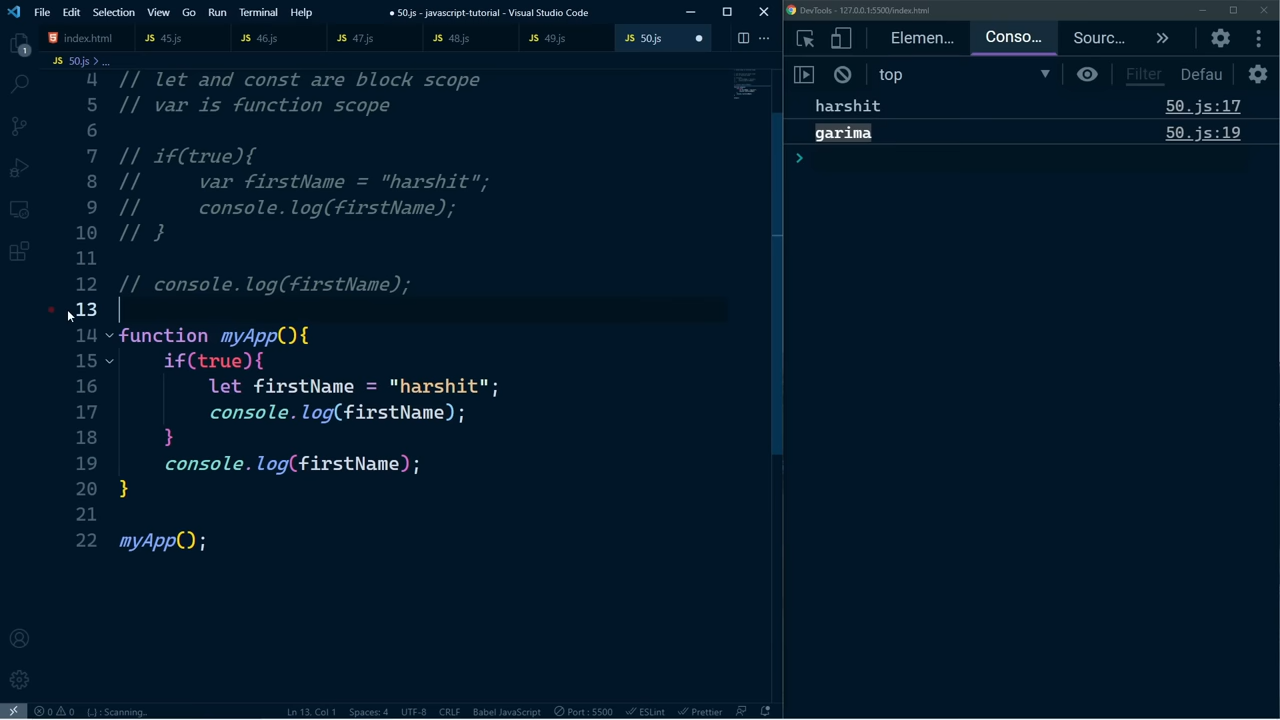 File Edit Selection View Go Run Terminal Help ● 50.js - javascript-tutorial - Visual Studio Code
index.html JS 45.js JS 46.js JS 47.js JS 48.js JS 49.js JS 50.js ●
JS 50.js > ...
4 // let and const are block scope
5 // var is function scope
6
7 // if(true){
8 //     var firstName = "harshit";
9 //     console.log(firstName);
10 // }
11
12 // console.log(firstName);
13
14 function myApp(){
15     if(true){
16         let firstName = "harshit";
17         console.log(firstName);
18     }
19     console.log(firstName);
20 }
21
22 myApp();
1
0 0 {..} : Scanning.. Ln 13, Col 1 Spaces: 4 UTF-8 CRLF Babel JavaScript Port : 5500 ESLint Prettier
DevTools - 127.0.0.1:5500/index.html
Elemen... Conso... Sourc... »
top Filter Defau
harshit 50.js:17
garima 50.js:19
>